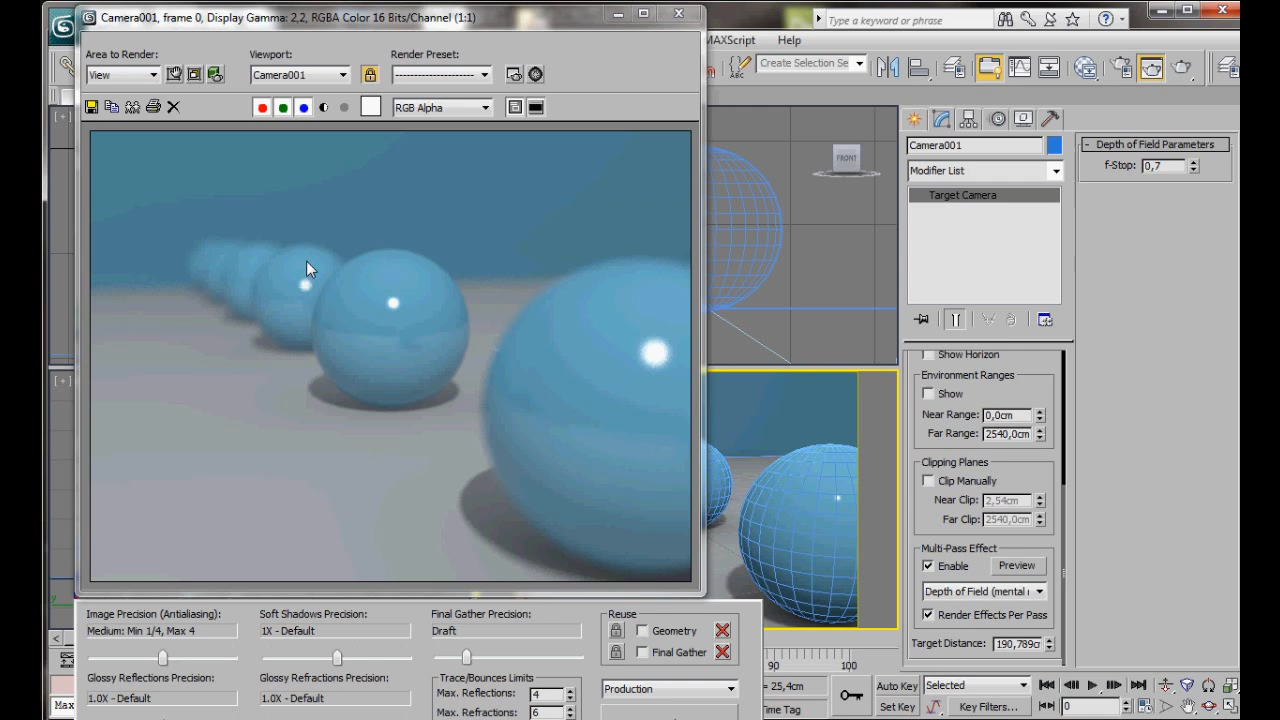 Camera001, frame 0, Display Gamma: 2,2, RGBA Color 16 Bits/Channel (1:1)
Type a keyword or phrase
MAXScript Help
Area to Render:
Viewport:
Render Preset:
View
Camera001
RGB Alpha
Create Selection Se
ABC
[+]
FRONT
Camera001
Modifier List
Target Camera
- Depth of Field Parameters
f-Stop: 0,7
Show Horizon
Environment Ranges
Show
Near Range: 0,0cm
Far Range: 2540,0cm
Clipping Planes
Clip Manually
Near Clip: 2,54cm
Far Clip: 2540,0cm
Multi-Pass Effect
Enable Preview
Depth of Field (mental r
Render Effects Per Pass
Target Distance: 190,789c
[+]
Image Precision (Antialiasing):
Medium: Min 1/4, Max 4
Soft Shadows Precision:
1X - Default
Final Gather Precision:
Draft
Reuse
Geometry
Final Gather
Glossy Reflections Precision:
1.0X - Default
Glossy Refractions Precision:
1.0X - Default
Trace/Bounces Limits
Max. Reflections: 4
Max. Refractions: 6
Production
90 100
= 25,4cm
Time Tag
Auto Key
Selected
Set Key
Key Filters...
0
Max